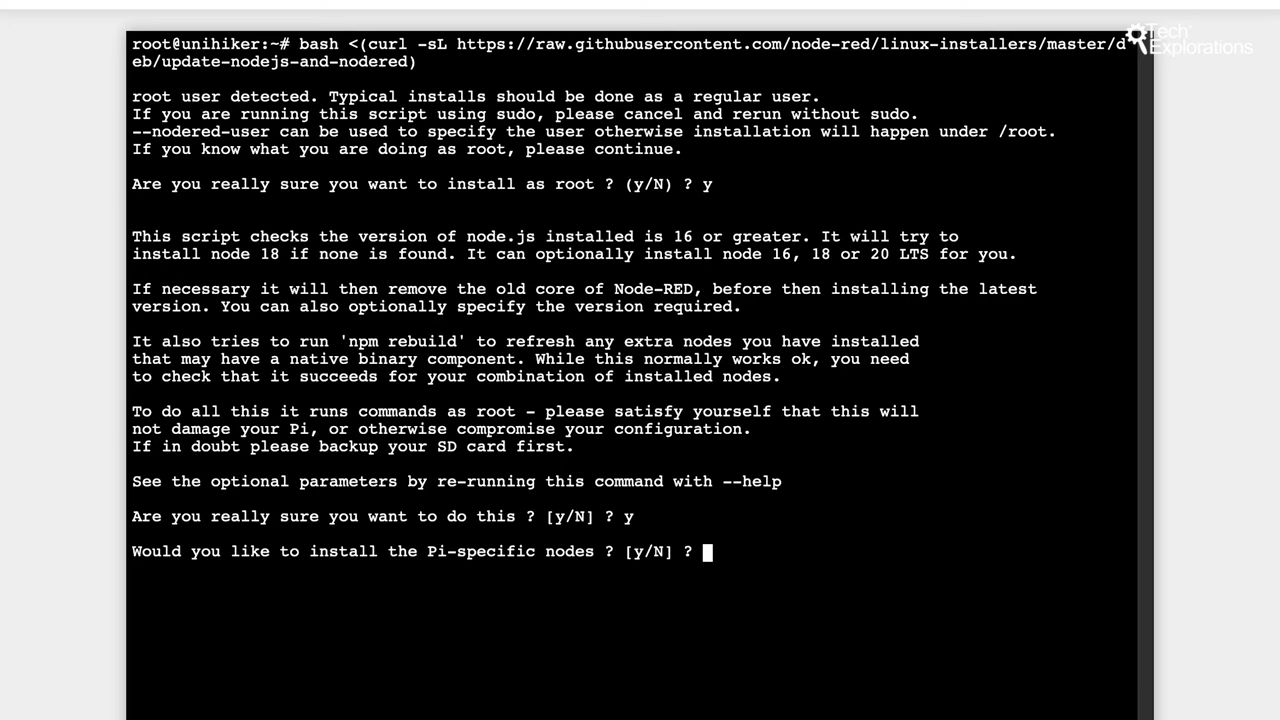 root@unihiker:~# bash <(curl -sL https://raw.githubusercontent.com/node-red/linux-installers/master/d
eb/update-nodejs-and-nodered)
Tech
Explorations
root user detected. Typical installs should be done as a regular user.
If you are running this script using sudo, please cancel and rerun without sudo.
--nodered-user can be used to specify the user otherwise installation will happen under /root.
If you know what you are doing as root, please continue.
Are you really sure you want to install as root ? (y/N) ? y
This script checks the version of node.js installed is 16 or greater. It will try to
install node 18 if none is found. It can optionally install node 16, 18 or 20 LTS for you.
If necessary it will then remove the old core of Node-RED, before then installing the latest
version. You can also optionally specify the version required.
It also tries to run 'npm rebuild' to refresh any extra nodes you have installed
that may have a native binary component. While this normally works ok, you need
to check that it succeeds for your combination of installed nodes.
To do all this it runs commands as root - please satisfy yourself that this will
not damage your Pi, or otherwise compromise your configuration.
If in doubt please backup your SD card first.
See the optional parameters by re-running this command with --help
Are you really sure you want to do this ? [y/N] ? y
Would you like to install the Pi-specific nodes ? [y/N] ?